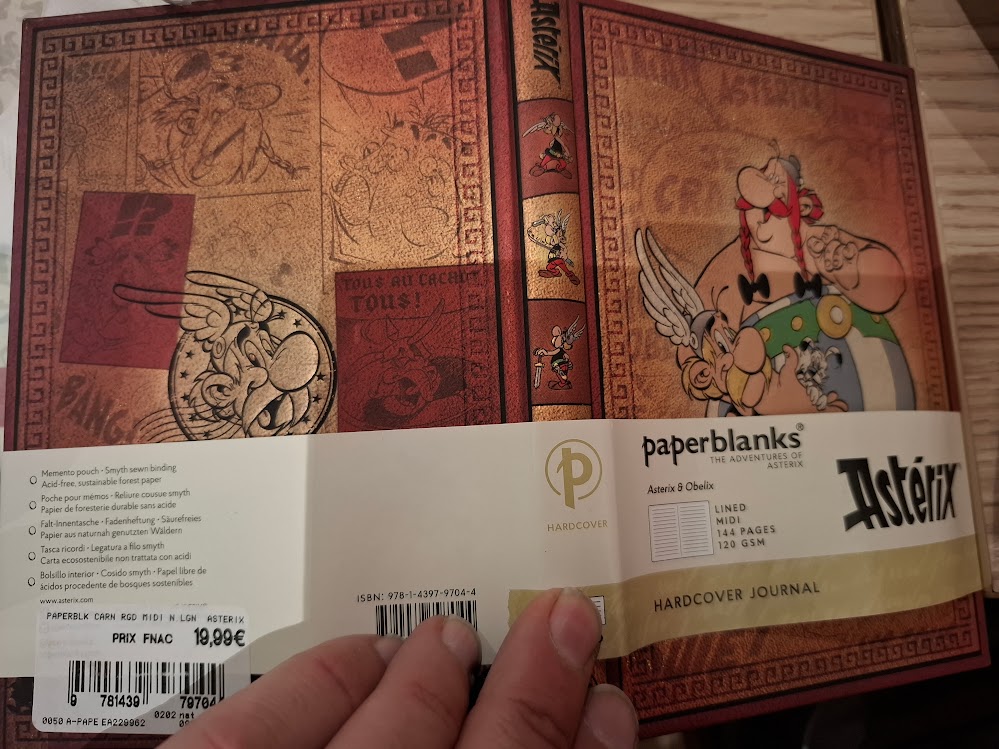 TOUS AU CACHOT
TOUS!
BANG!
Astérix
Memento pouch • Smyth sewn binding
Acid-free, sustainable forest paper
Poche pour mémos • Reliure cousue smyth
Papier de foresterie durable sans acide
Falt-Innentasche • Fadenheftung • Säurefreies
Papier aus naturnah genutzten Wäldern
Tasca ricordi • Legatura a filo smyth
Carta ecosostenibile non trattata con acidi
Bolsillo interior • Cosido smyth • Papel libre de
ácidos procedente de bosques sostenibles
www.asterix.com
PAPERBLK CARN RGD MIDI N LGN ASTERIX
PRIX FNAC 19,99€
9 781439 79704
0050 A-PAPE EA229962 0202
ISBN: 978-1-4397-9704-4
HARDCOVER
paperblanks®
THE ADVENTURES OF
ASTERIX
Asterix & Obelix
LINED
MIDI
144 PAGES
120 GSM
Astérix
HARDCOVER JOURNAL